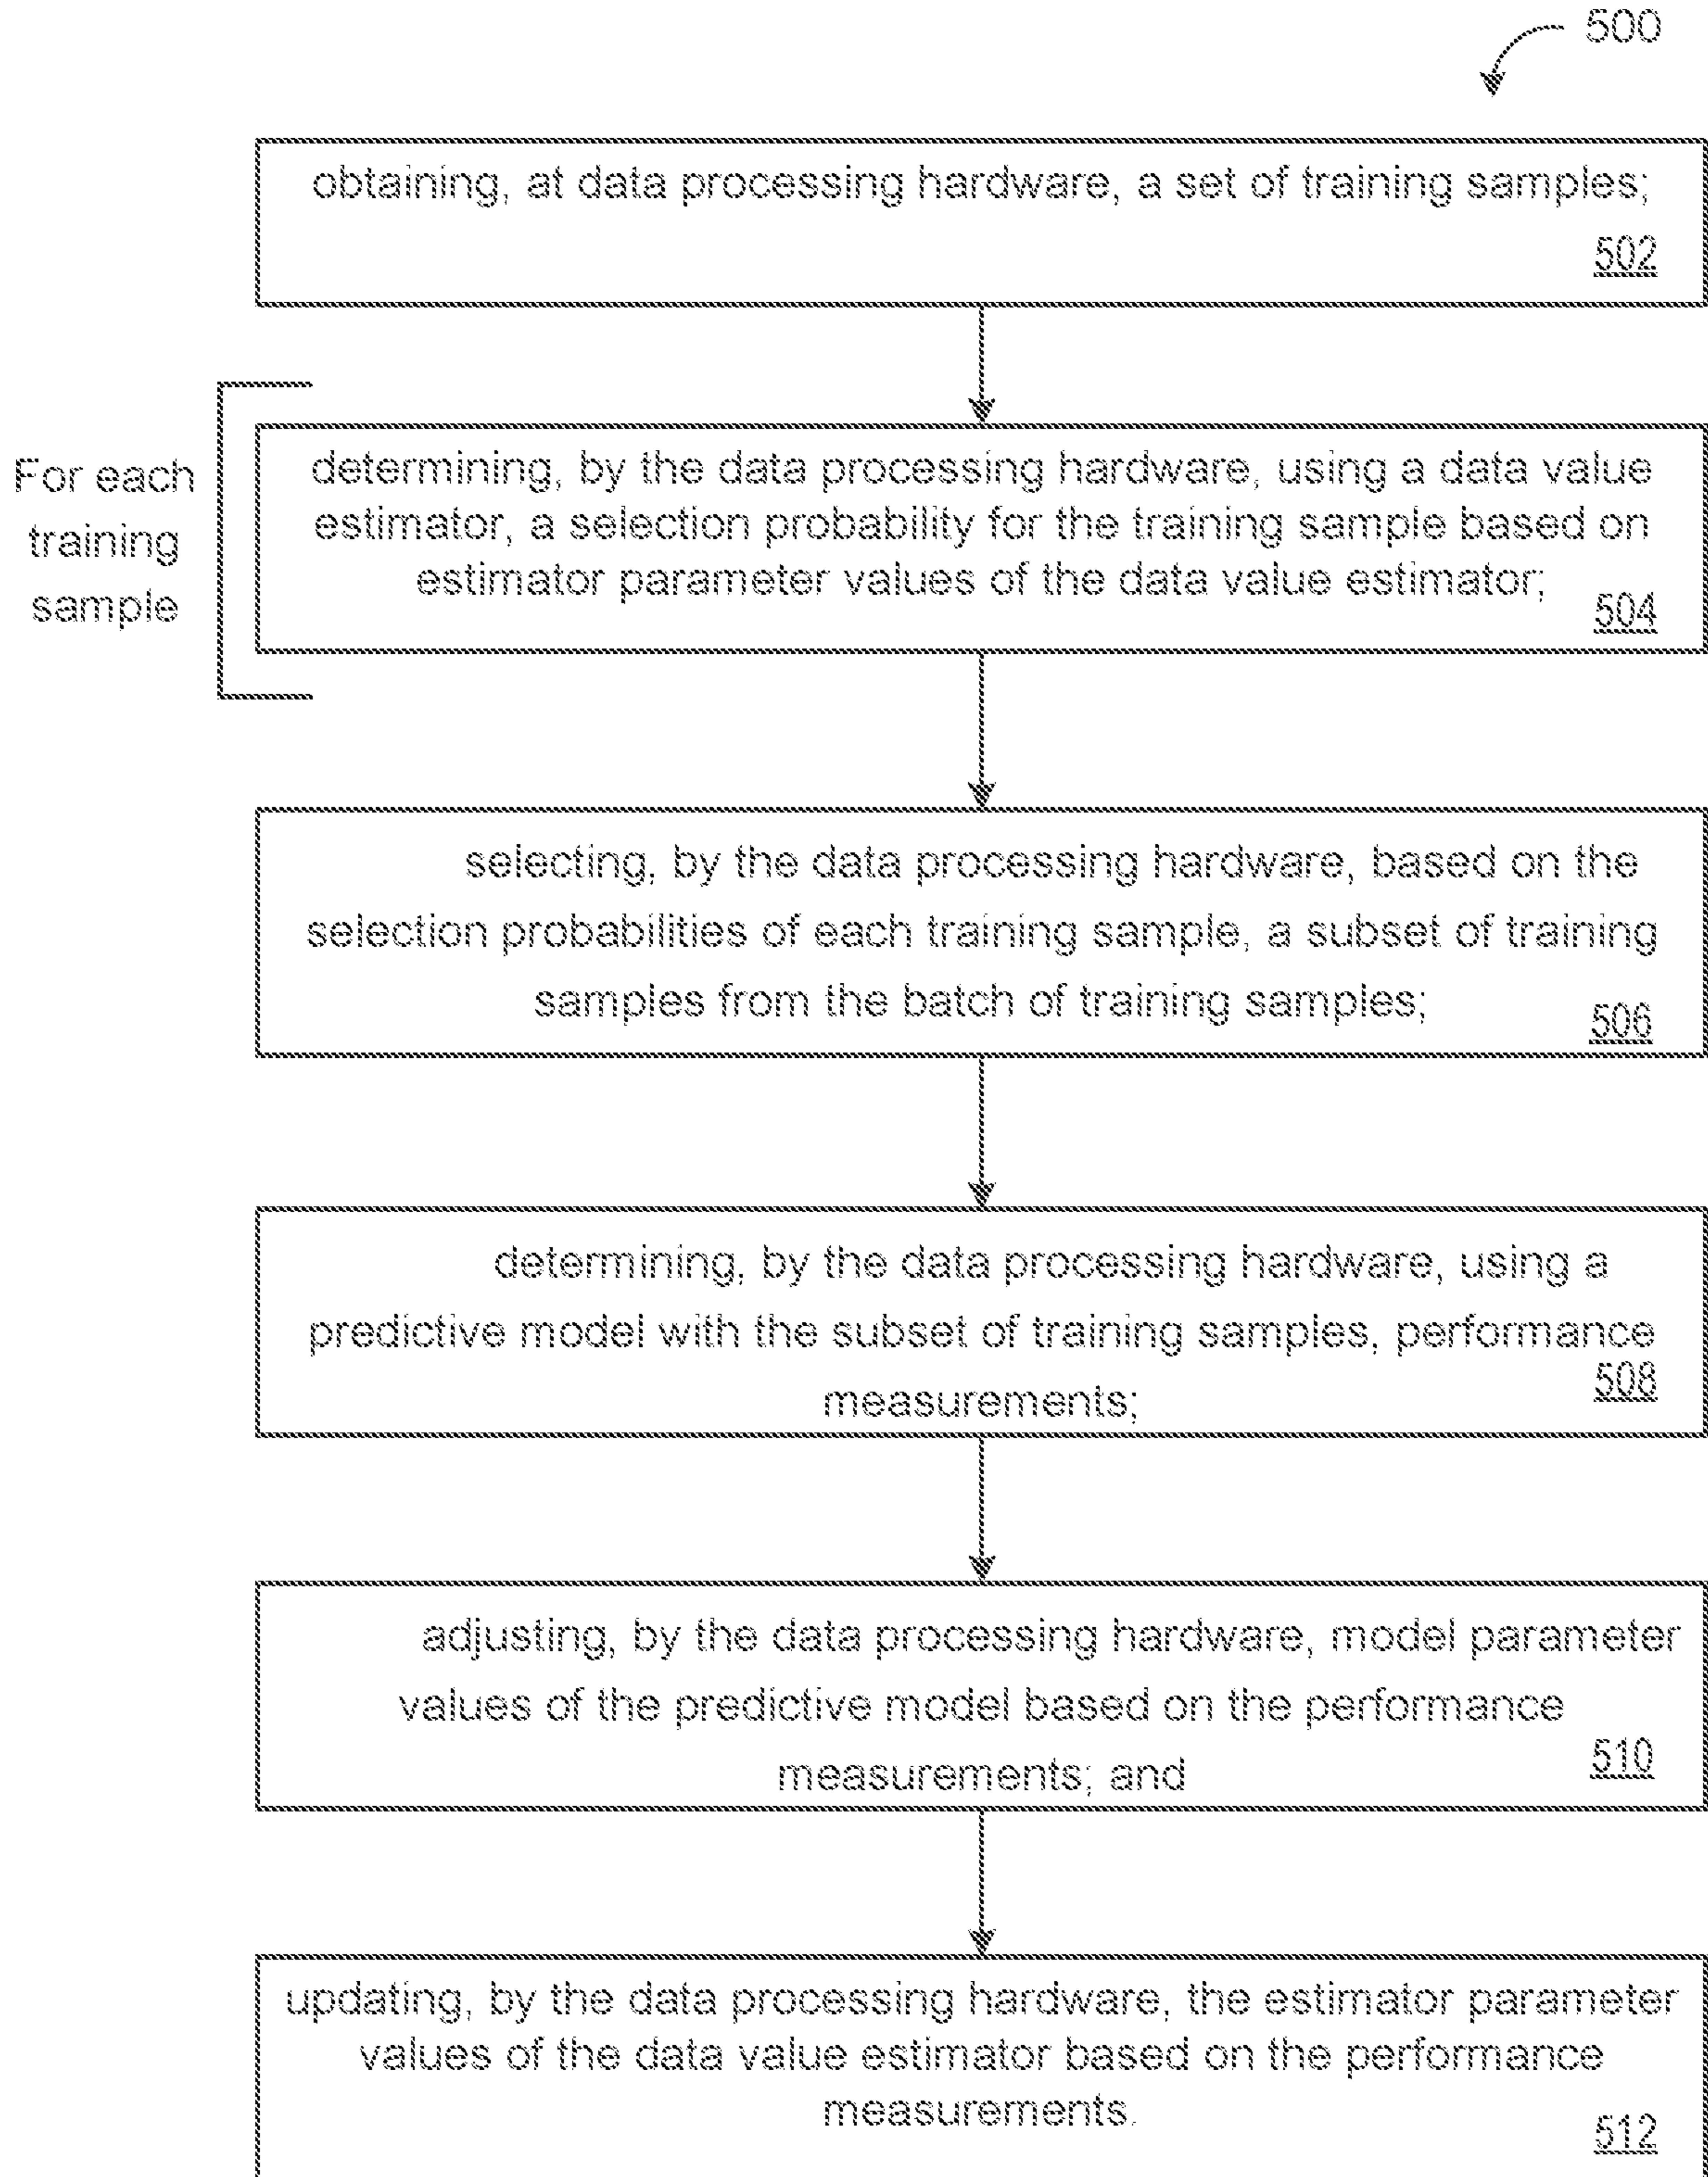 500
obtaining, at data processing hardware, a set of training samples;
502
For each
training
sample
determining, by the data processing hardware, using a data value
estimator, a selection probability for the training sample based on
estimator parameter values of the data value estimator;
504
selecting, by the data processing hardware, based on the
selection probabilities of each training sample, a subset of training
samples from the batch of training samples;
506
determining, by the data processing hardware, using a
predictive model with the subset of training samples, performance
measurements;
508
adjusting, by the data processing hardware, model parameter
values of the predictive model based on the performance
measurements; and
510
updating, by the data processing hardware, the estimator parameter
values of the data value estimator based on the performance
measurements.
512